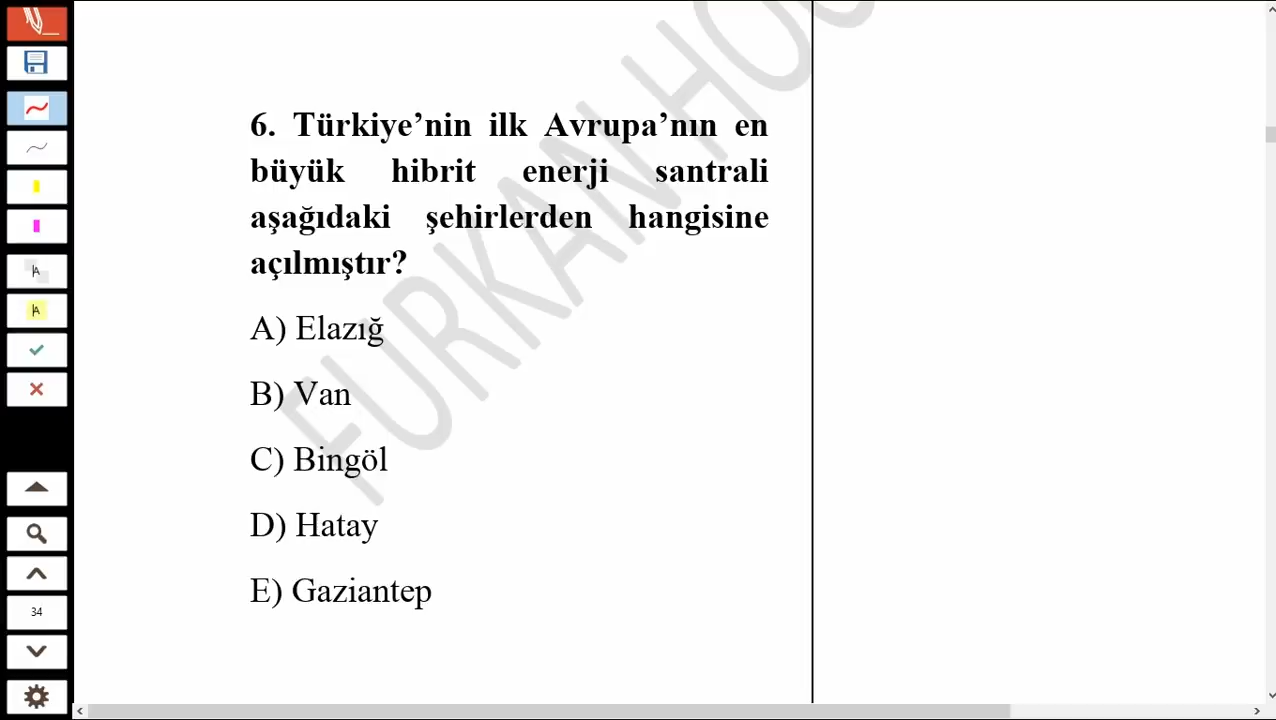 6. Türkiye’nin ilk Avrupa’nın en
büyük hibrit enerji santrali
aşağıdaki şehirlerden hangisine
açılmıştır?
A) Elazığ
B) Van
C) Bingöl
D) Hatay
E) Gaziantep
FURKAN HO
34